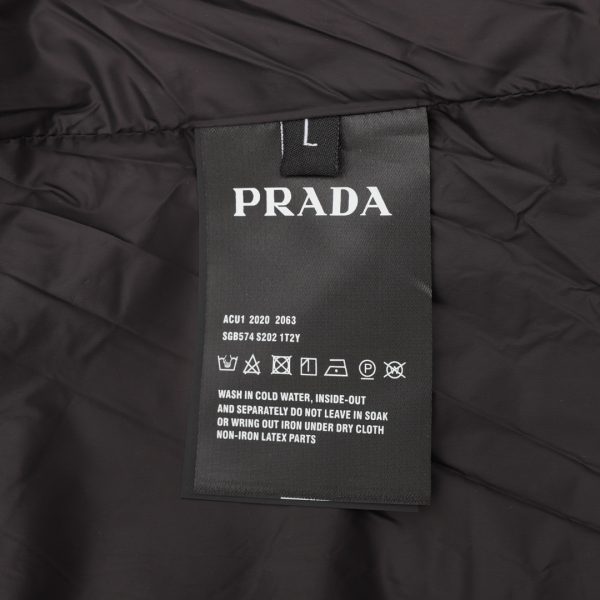 L
PRADA
ACU1 2020 2063
SGB574 S202 1T2Y
WASH IN COLD WATER, INSIDE-OUT
AND SEPARATELY DO NOT LEAVE IN SOAK
OR WRING OUT IRON UNDER DRY CLOTH
NON-IRON LATEX PARTS